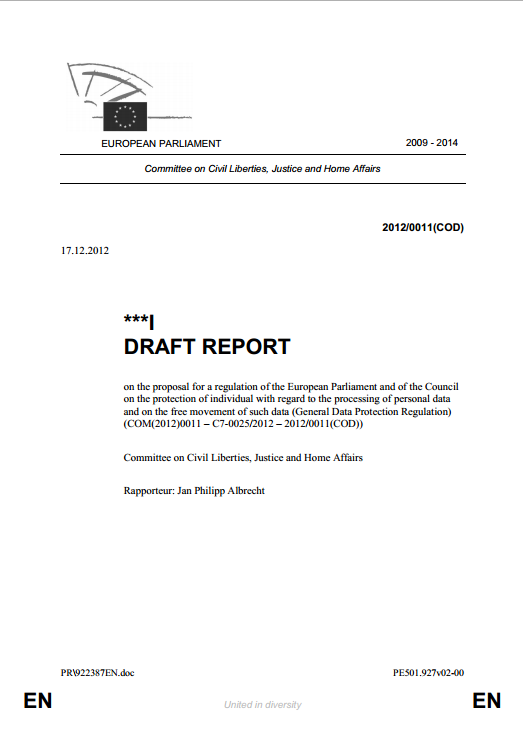 EUROPEAN PARLIAMENT 2009 - 2014
Committee on Civil Liberties, Justice and Home Affairs
2012/0011(COD)
17.12.2012
***I
DRAFT REPORT
on the proposal for a regulation of the European Parliament and of the Council
on the protection of individual with regard to the processing of personal data
and on the free movement of such data (General Data Protection Regulation)
(COM(2012)0011 – C7-0025/2012 – 2012/0011(COD))
Committee on Civil Liberties, Justice and Home Affairs
Rapporteur: Jan Philipp Albrecht
PR\922387EN.doc PE501.927v02-00
EN United in diversity EN